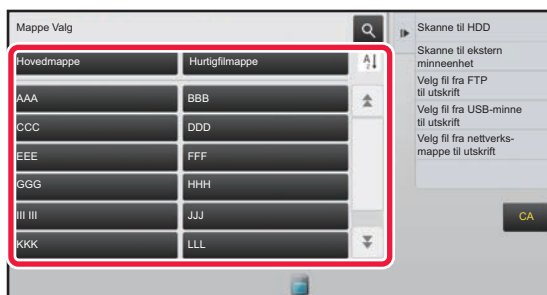 Mappe Valg
Hovedmappe
Hurtigfilmappe
A
Z
AAA
BBB
CCC
DDD
EEE
FFF
GGG
HHH
III III
JJJ
KKK
LLL
Skanne til HDD
Skanne til ekstern
minneenhet
Velg fil fra FTP
til utskrift
Velg fil fra USB-minne
til utskrift
Velg fil fra nettverks-
mappe til utskrift
CA